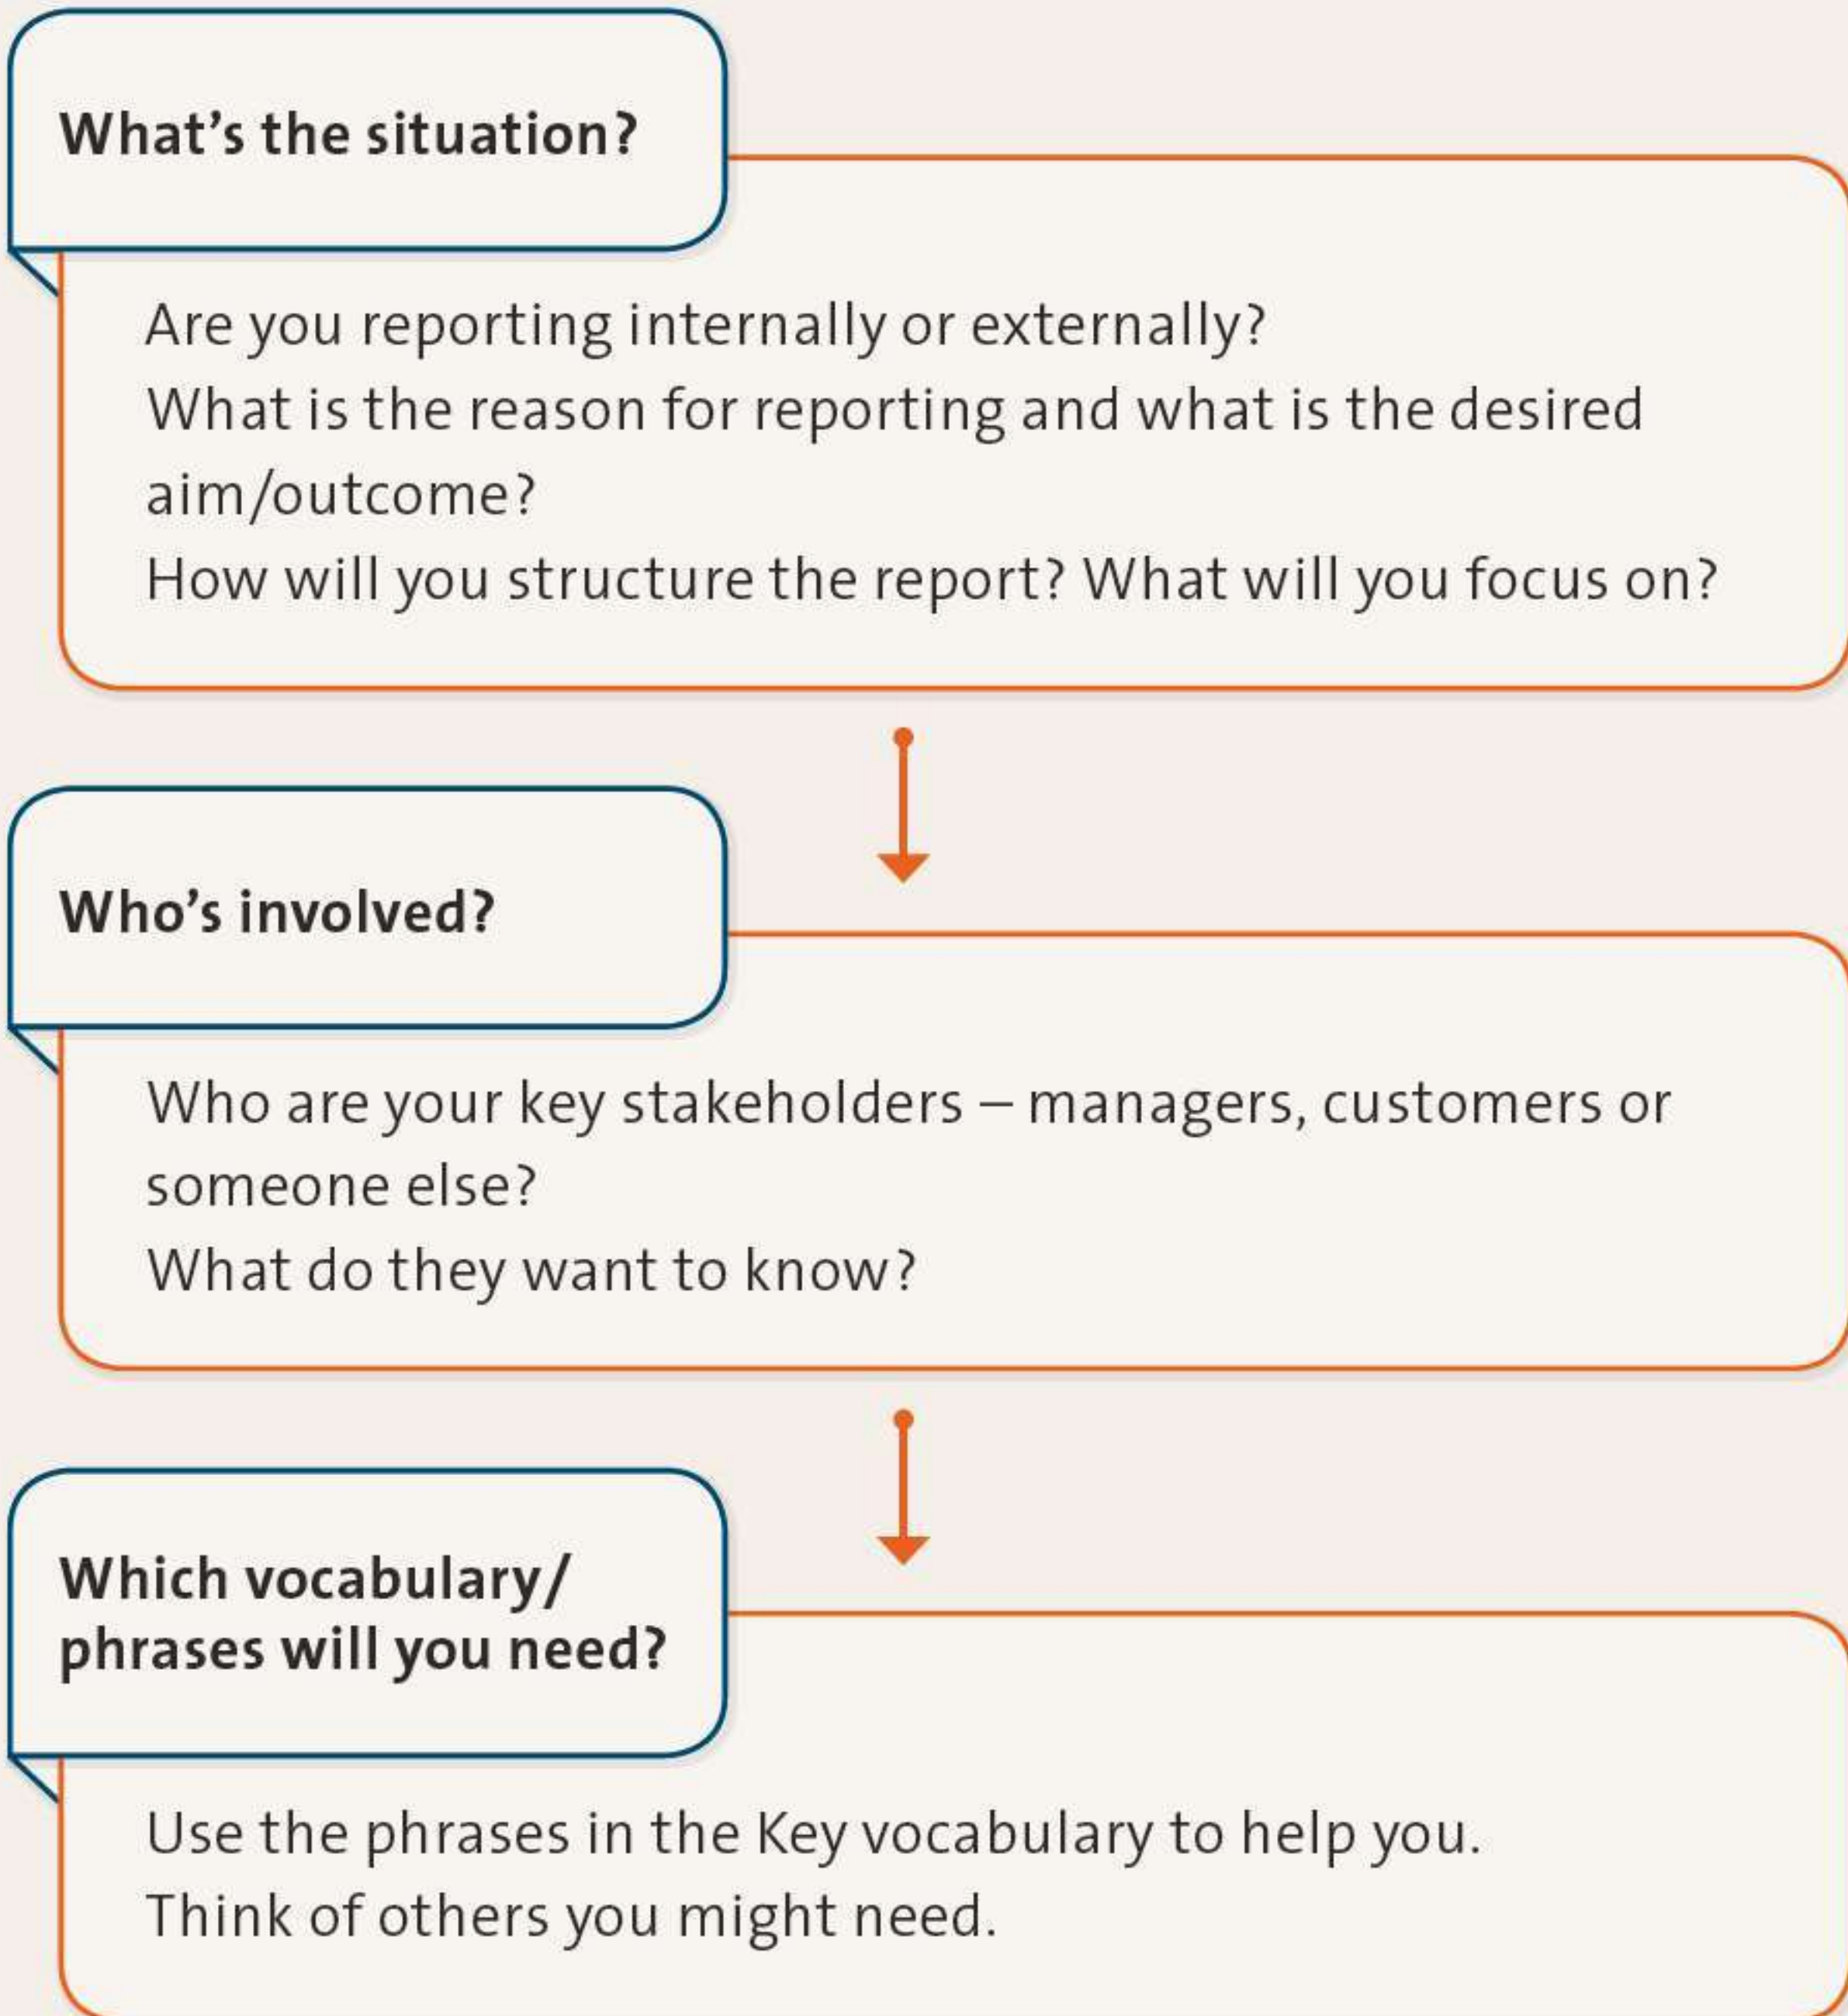 What’s the situation?
Are you reporting internally or externally?
What is the reason for reporting and what is the desired
aim/outcome?
How will you structure the report? What will you focus on?
Who’s involved?
Who are your key stakeholders – managers, customers or
someone else?
What do they want to know?
Which vocabulary/
phrases will you need?
Use the phrases in the Key vocabulary to help you.
Think of others you might need.